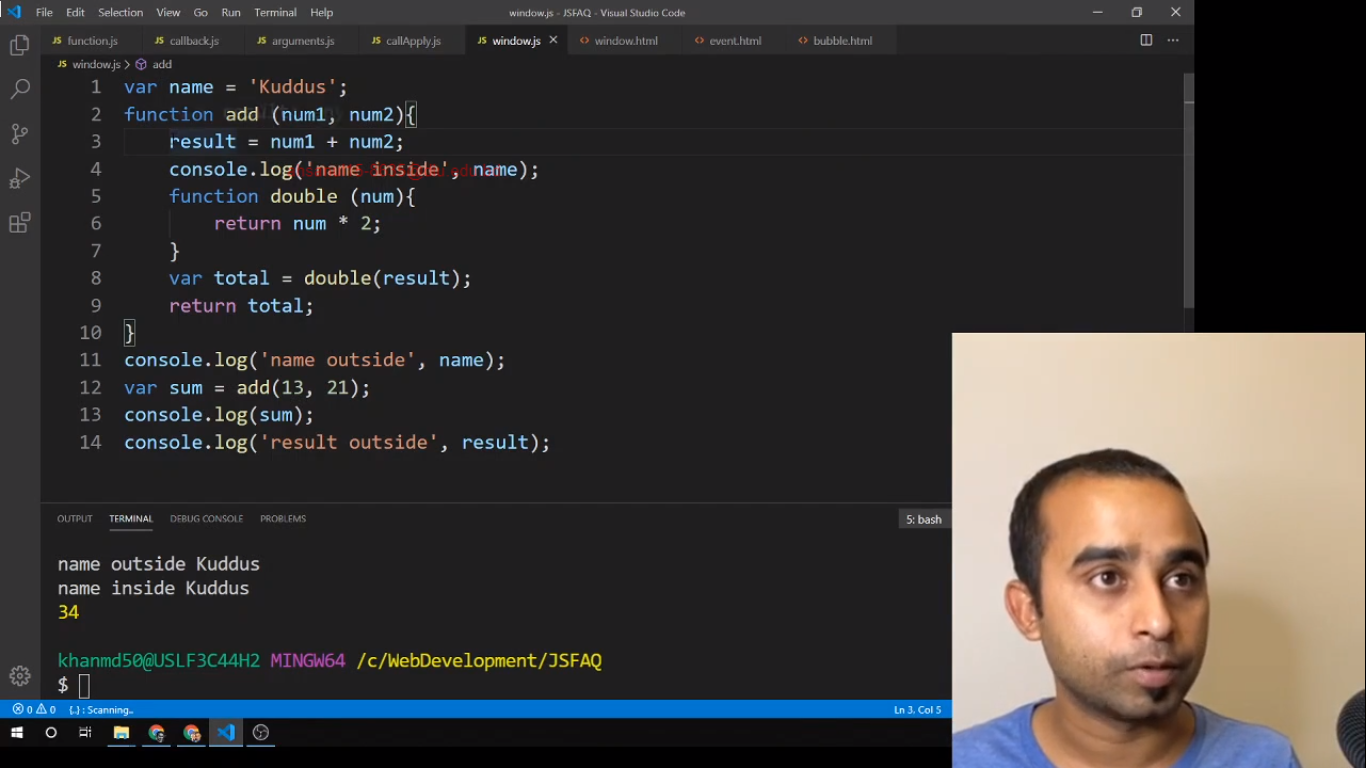 File Edit Selection View Go Run Terminal Help window.js - JSFAQ - Visual Studio Code
JS function.js JS callback.js JS arguments.js JS callApply.js JS window.js window.html event.html bubble.html
JS window.js > add
1 var name = 'Kuddus';
2 function add (num1, num2){
3 result = num1 + num2;
4 console.log('name inside', name);
5 function double (num){
6 return num * 2;
7 }
8 var total = double(result);
9 return total;
10 }
11 console.log('name outside', name);
12 var sum = add(13, 21);
13 console.log(sum);
14 console.log('result outside', result);
OUTPUT TERMINAL DEBUG CONSOLE PROBLEMS 5: bash
name outside Kuddus
name inside Kuddus
34
khanmd50@USLF3C44H2 MINGW64 /c/WebDevelopment/JSFAQ
$
0 0 {..} : Scanning.. Ln 3, Col 5